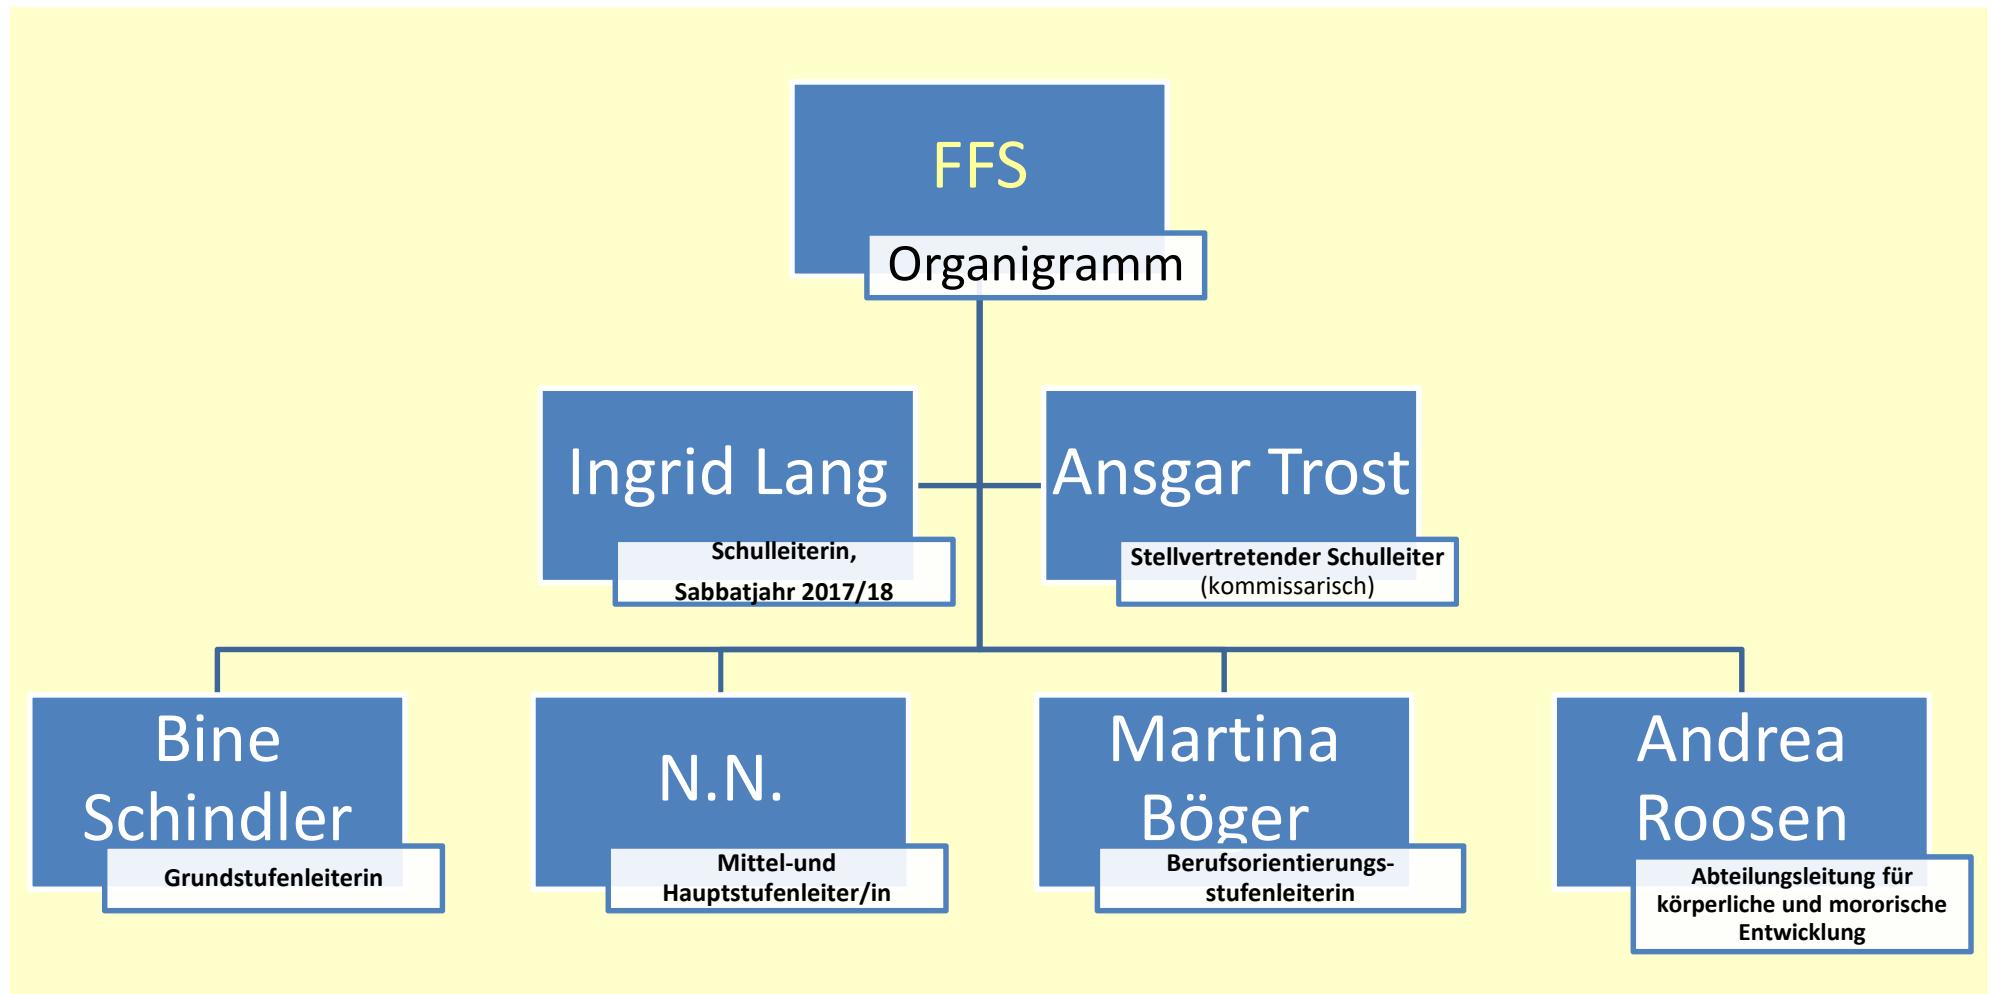 FFS
Organigramm
Ingrid Lang
Schulleiterin,
Sabbatjahr 2017/18
Ansgar Trost
Stellvertretender Schulleiter
(kommissarisch)
Bine
Schindler
Grundstufenleiterin
N.N.
Mittel-und
Hauptstufenleiter/in
Martina
Böger
Berufsorientierungs-
stufenleiterin
Andrea
Roosen
Abteilungsleitung für
körperliche und mororische
Entwicklung